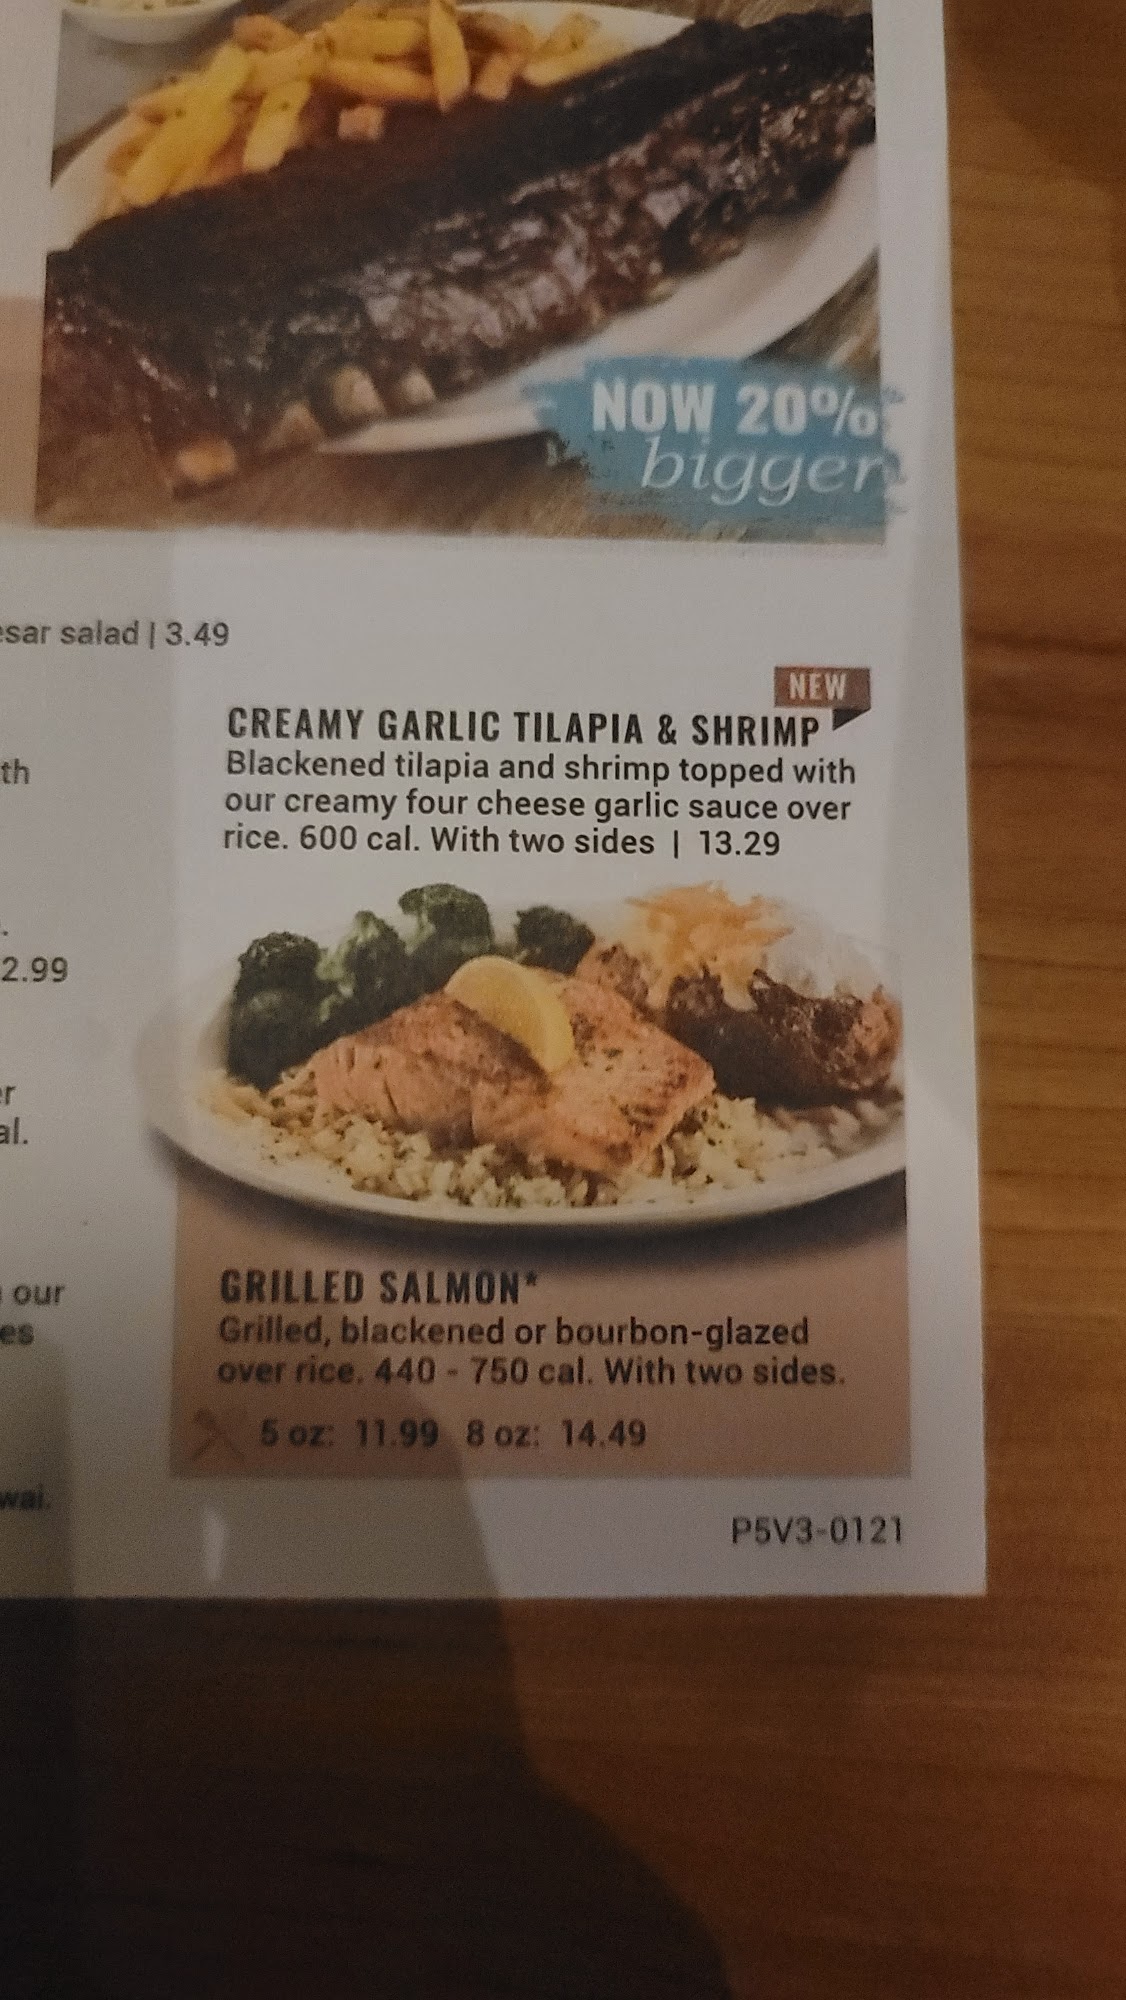 NOW 20%
bigger
esar salad | 3.49
NEW
CREAMY GARLIC TILAPIA & SHRIMP
Blackened tilapia and shrimp topped with
our creamy four cheese garlic sauce over
rice. 600 cal. With two sides | 13.29
th
.
2.99
er
al.
our
es
wai.
GRILLED SALMON*
Grilled, blackened or bourbon-glazed
over rice. 440 - 750 cal. With two sides.
5 oz: 11.99 8 oz: 14.49
P5V3-0121